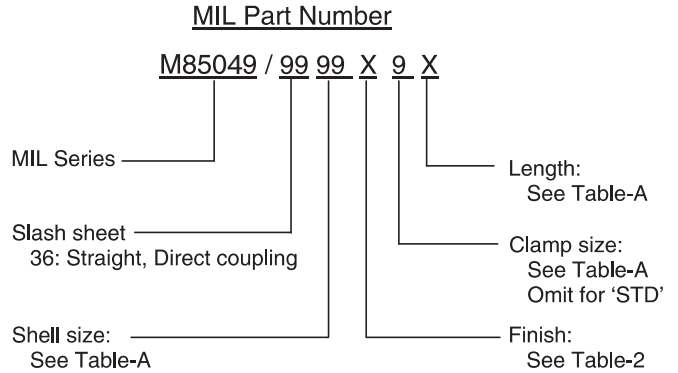 MIL Part Number
M85049 / 99 99 X 9 X
MIL Series
Length:
See Table-A
Slash sheet
36: Straight, Direct coupling
Clamp size:
See Table-A
Omit for 'STD'
Shell size:
See Table-A
Finish:
See Table-2